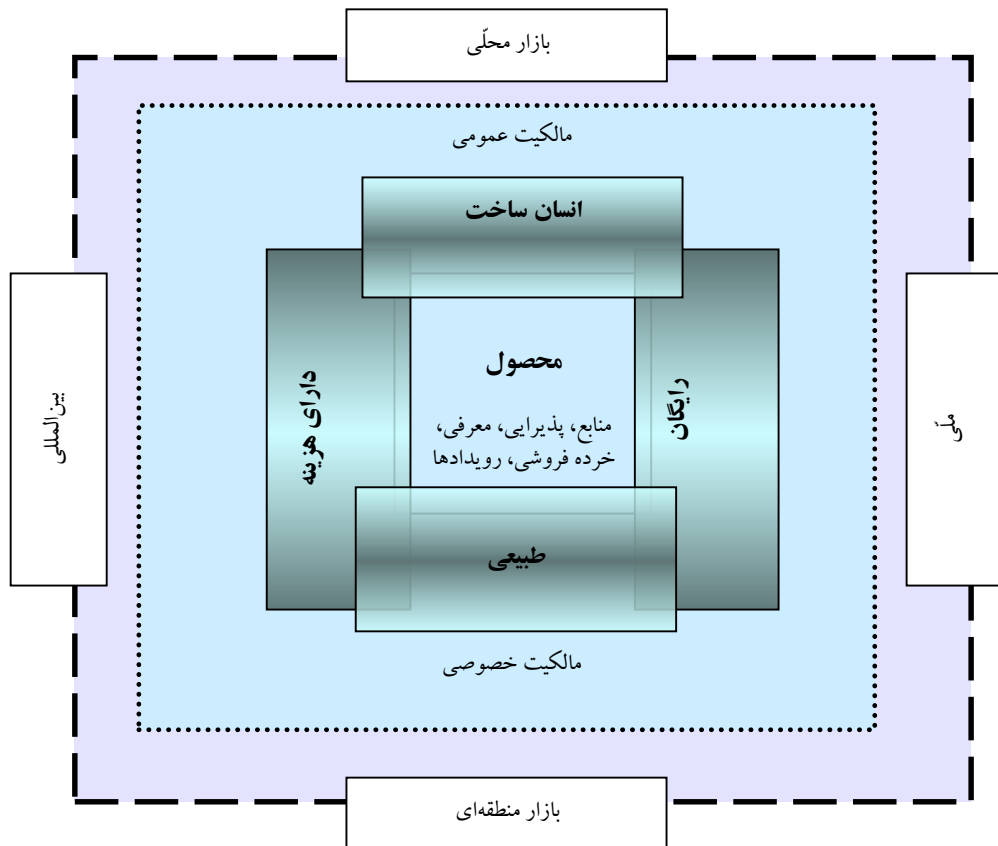 بازار محلّی
مالکیت عمومی
انسان ساخت
رایگان
دارای هزینه
محصول
منابع، پذیرایی، معرفی،
خرده فروشی، رویدادها
طبیعی
مالکیت خصوصی
ملّی
بین‌المللی
بازار منطقه‌ای